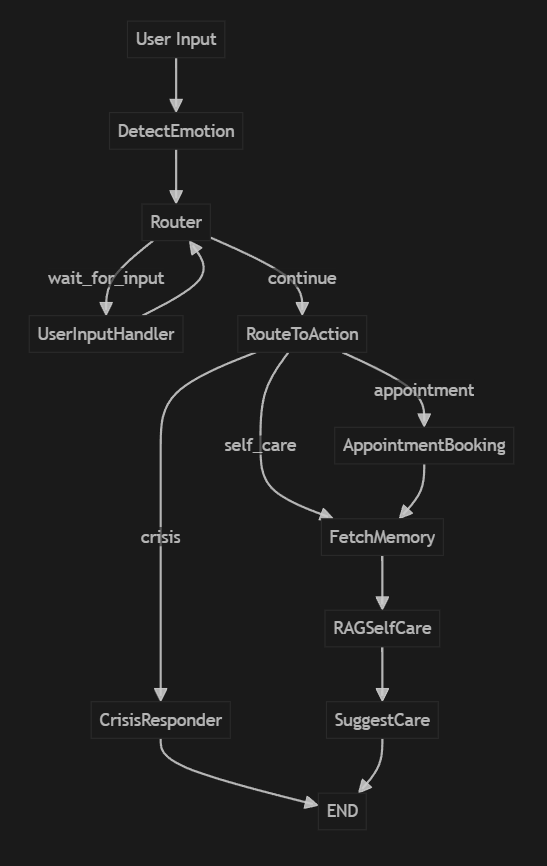 User Input
DetectEmotion
Router
wait_for_input
continue
UserInputHandler
RouteToAction
appointment
self_care
AppointmentBooking
crisis
FetchMemory
RAGSelfCare
CrisisResponder
SuggestCare
END